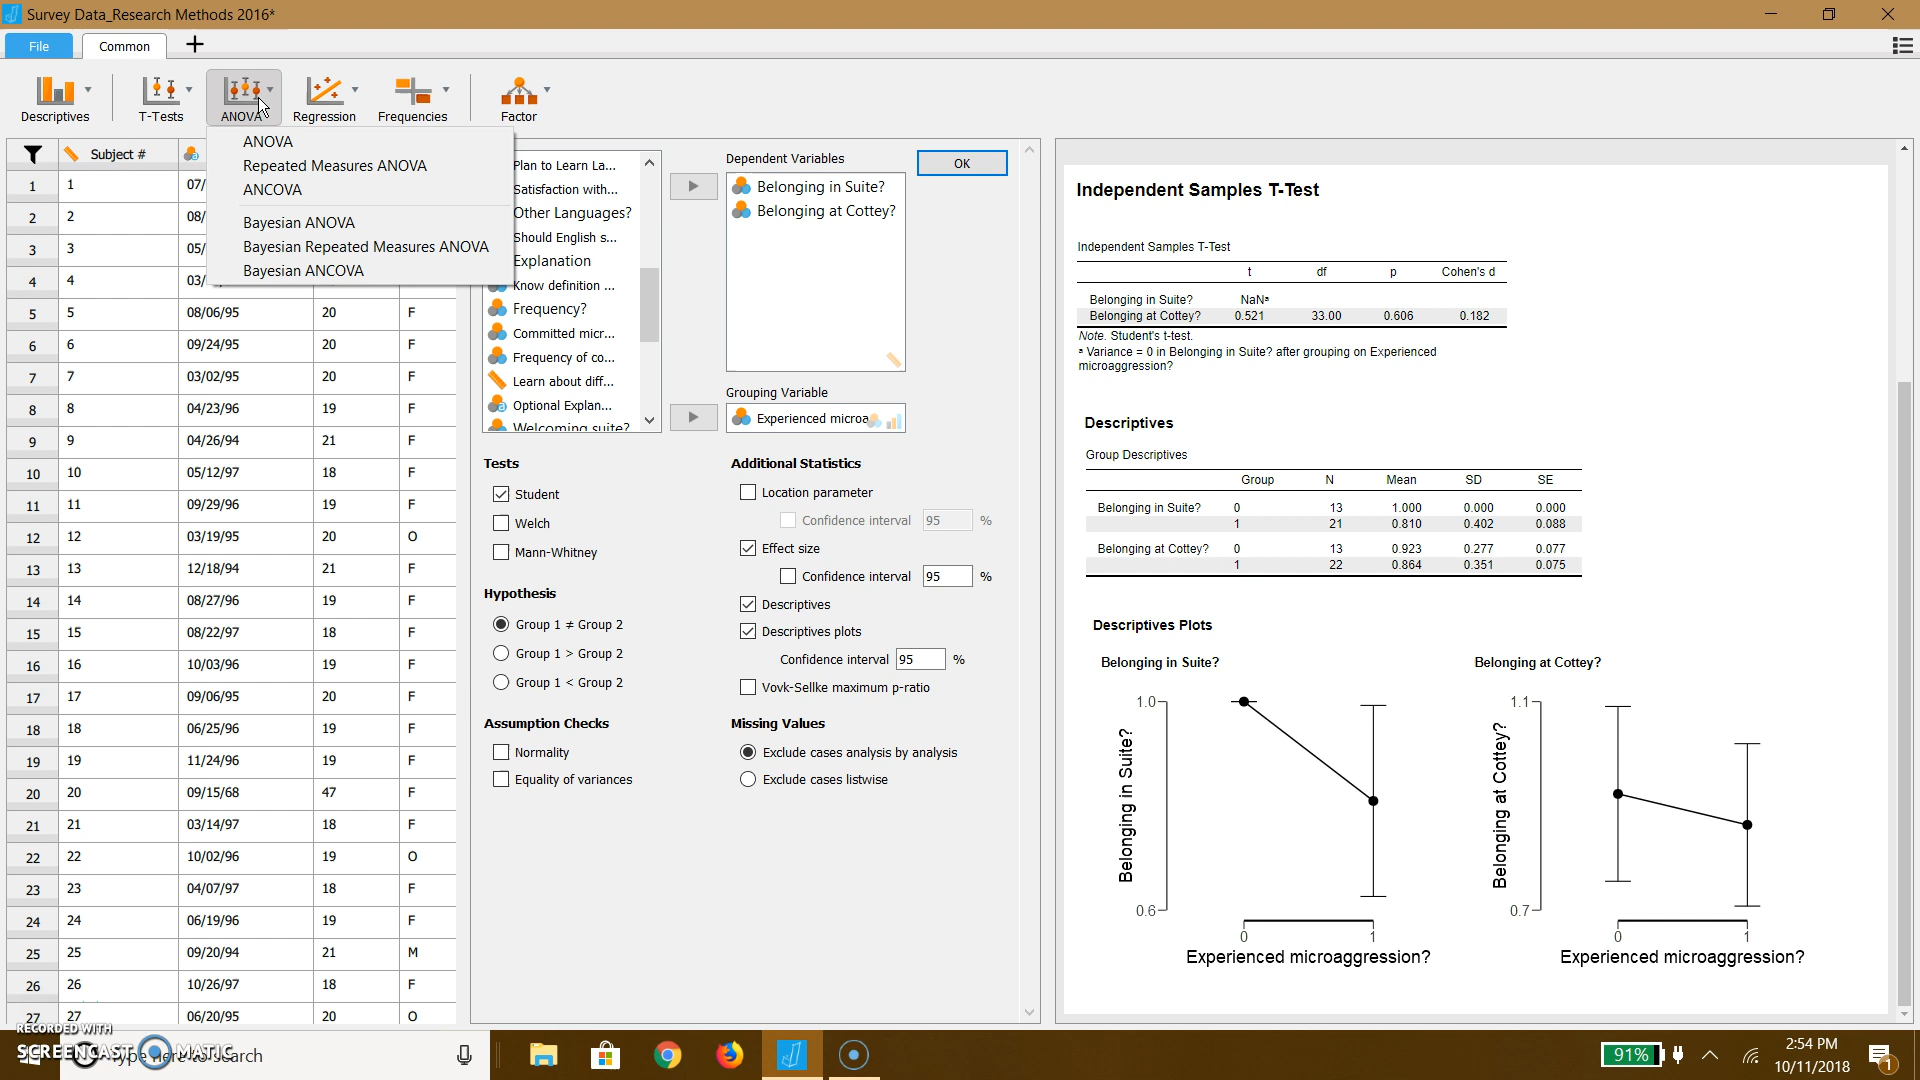 Survey Data_Research Methods 2016*
File
Common
Descriptives
T-Tests
ANOVA
Regression
Frequencies
Factor
ANOVA
Repeated Measures ANOVA
ANCOVA
Bayesian ANOVA
Bayesian Repeated Measures ANOVA
Bayesian ANCOVA
Subject #
1 1 07/
2 2 08/
3 3 05/
4 4 03/
5 5 08/06/95 20 F
6 6 09/24/95 20 F
7 7 03/02/95 20 F
8 8 04/23/96 19 F
9 9 04/26/94 21 F
10 10 05/12/97 18 F
11 11 09/29/96 19 F
12 12 03/19/95 20 O
13 13 12/18/94 21 F
14 14 08/27/96 19 F
15 15 08/22/97 18 F
16 16 10/03/96 19 F
17 17 09/06/95 20 F
18 18 06/25/96 19 F
19 19 11/24/96 19 F
20 20 09/15/68 47 F
21 21 03/14/97 18 F
22 22 10/02/96 19 O
23 23 04/07/97 18 F
24 24 06/19/96 19 F
25 25 09/20/94 21 M
26 26 10/26/97 18 F
27 27 06/20/95 20 O
Plan to Learn La...
Satisfaction with...
Other Languages?
Should English s...
Explanation
Know definition ...
Frequency?
Committed micr...
Frequency of co...
Learn about diff...
Optional Explan...
Welcoming suite?
Dependent Variables
Belonging in Suite?
Belonging at Cottey?
OK
Grouping Variable
Experienced microa
Tests
Student
Welch
Mann-Whitney
Hypothesis
Group 1 ≠ Group 2
Group 1 > Group 2
Group 1 < Group 2
Assumption Checks
Normality
Equality of variances
Additional Statistics
Location parameter
Confidence interval 95 %
Effect size
Confidence interval 95 %
Descriptives
Descriptives plots
Confidence interval 95 %
Vovk-Sellke maximum p-ratio
Missing Values
Exclude cases analysis by analysis
Exclude cases listwise
Independent Samples T-Test
Independent Samples T-Test
t df p Cohen's d
Belonging in Suite? NaNᵃ
Belonging at Cottey? 0.521 33.00 0.606 0.182
Note. Student's t-test.
ᵃ Variance = 0 in Belonging in Suite? after grouping on Experienced
microaggression?
Descriptives
Group Descriptives
Group N Mean SD SE
Belonging in Suite? 0 13 1.000 0.000 0.000
1 21 0.810 0.402 0.088
Belonging at Cottey? 0 13 0.923 0.277 0.077
1 22 0.864 0.351 0.075
Descriptives Plots
Belonging in Suite?
1.0
0.6
Belonging in Suite?
0 1
Experienced microaggression?
Belonging at Cottey?
1.1
0.7
Belonging at Cottey?
0 1
Experienced microaggression?
RECORDED WITH
SCREENCAST MATIC
Type here to search
91%
2:54 PM
10/11/2018
1